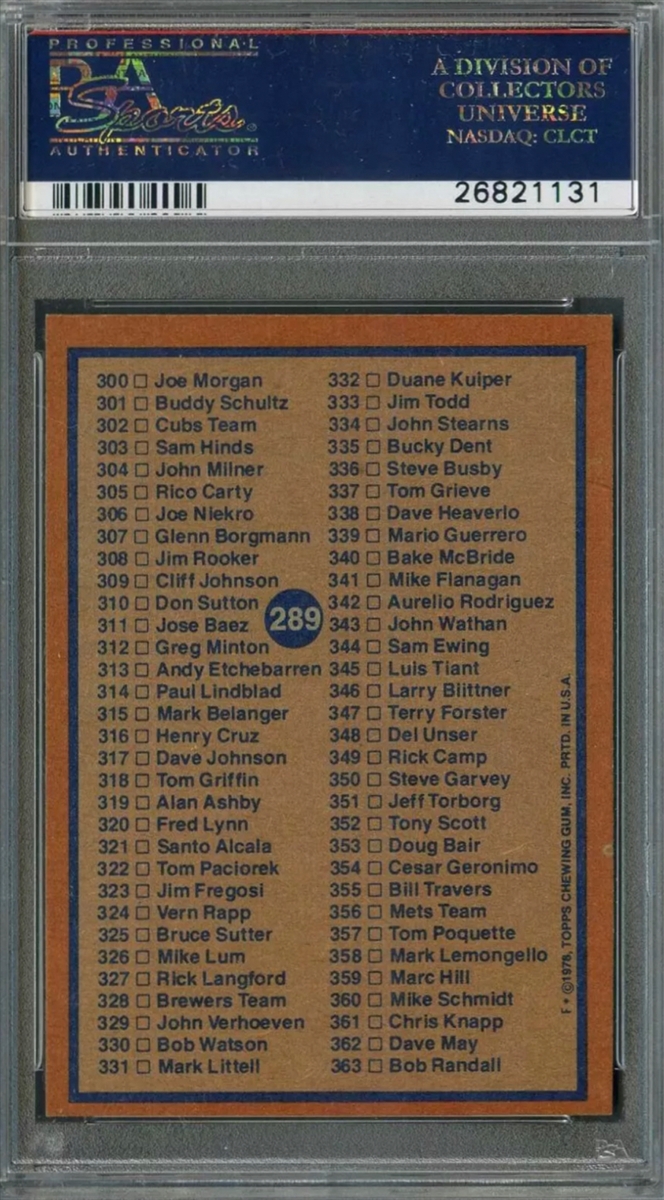 PROFESSIONAL
PSA
Sports
AUTHENTICATOR
A DIVISION OF
COLLECTORS
UNIVERSE
NASDAQ: CLCT
26821131
300 □ Joe Morgan
301 □ Buddy Schultz
302 □ Cubs Team
303 □ Sam Hinds
304 □ John Milner
305 □ Rico Carty
306 □ Joe Niekro
307 □ Glenn Borgmann
308 □ Jim Rooker
309 □ Cliff Johnson
310 □ Don Sutton
311 □ Jose Baez
312 □ Greg Minton
313 □ Andy Etchebarren
314 □ Paul Lindblad
315 □ Mark Belanger
316 □ Henry Cruz
317 □ Dave Johnson
318 □ Tom Griffin
319 □ Alan Ashby
320 □ Fred Lynn
321 □ Santo Alcala
322 □ Tom Paciorek
323 □ Jim Fregosi
324 □ Vern Rapp
325 □ Bruce Sutter
326 □ Mike Lum
327 □ Rick Langford
328 □ Brewers Team
329 □ John Verhoeven
330 □ Bob Watson
331 □ Mark Littell
289
332 □ Duane Kuiper
333 □ Jim Todd
334 □ John Stearns
335 □ Bucky Dent
336 □ Steve Busby
337 □ Tom Grieve
338 □ Dave Heaverlo
339 □ Mario Guerrero
340 □ Bake McBride
341 □ Mike Flanagan
342 □ Aurelio Rodriguez
343 □ John Wathan
344 □ Sam Ewing
345 □ Luis Tiant
346 □ Larry Biittner
347 □ Terry Forster
348 □ Del Unser
349 □ Rick Camp
350 □ Steve Garvey
351 □ Jeff Torborg
352 □ Tony Scott
353 □ Doug Bair
354 □ Cesar Geronimo
355 □ Bill Travers
356 □ Mets Team
357 □ Tom Poquette
358 □ Mark Lemongello
359 □ Marc Hill
360 □ Mike Schmidt
361 □ Chris Knapp
362 □ Dave May
363 □ Bob Randall
F * ©1978, TOPPS CHEWING GUM, INC. PRTD. IN U.S.A.
PSA